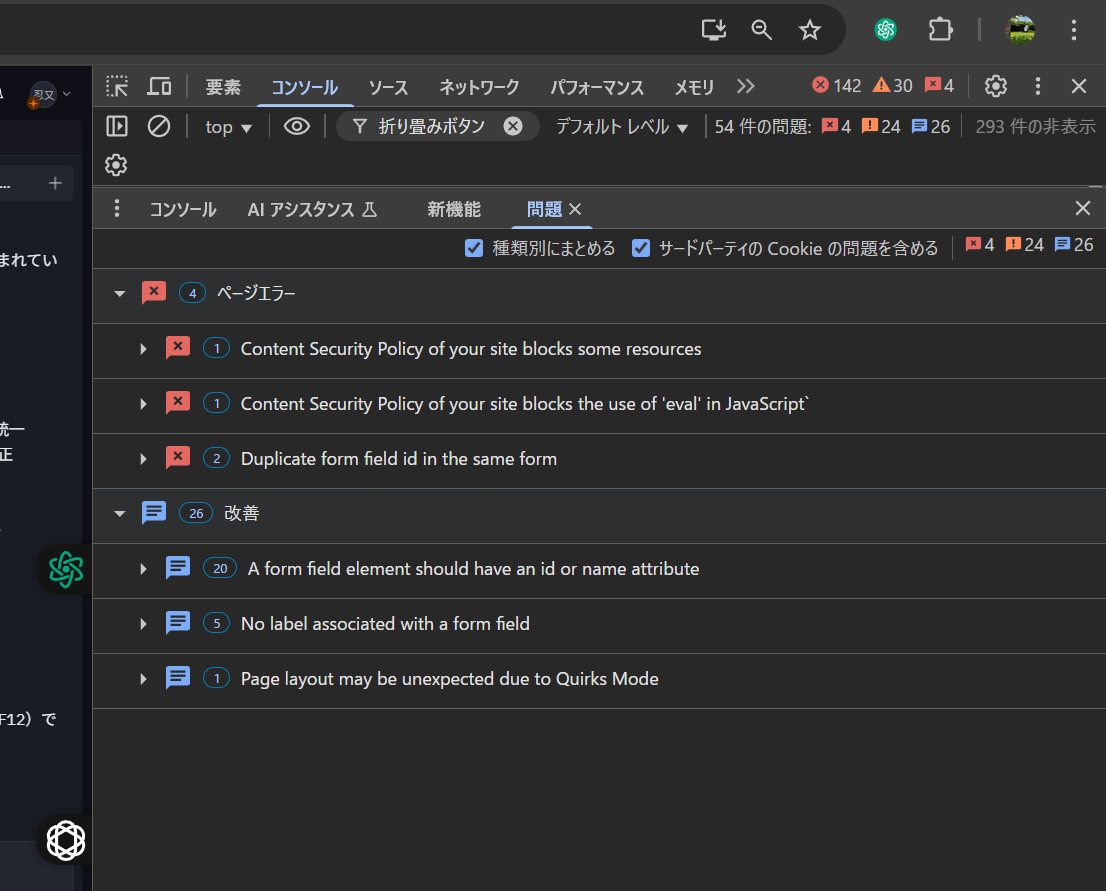 忍又
要素 コンソール ソース ネットワーク パフォーマンス メモリ 142 30 4
top 折り畳みボタン デフォルト レベル 54 件の問題: 4 24 26 293 件の非表示
...
コンソール AI アシスタンス 新機能 問題
種類別にまとめる サードパーティの Cookie の問題を含める 4 24 26
まれてい
4 ページエラー
1 Content Security Policy of your site blocks some resources
1 Content Security Policy of your site blocks the use of 'eval' in JavaScript`
統一
正
2 Duplicate form field id in the same form
26 改善
20 A form field element should have an id or name attribute
5 No label associated with a form field
1 Page layout may be unexpected due to Quirks Mode
F12）で